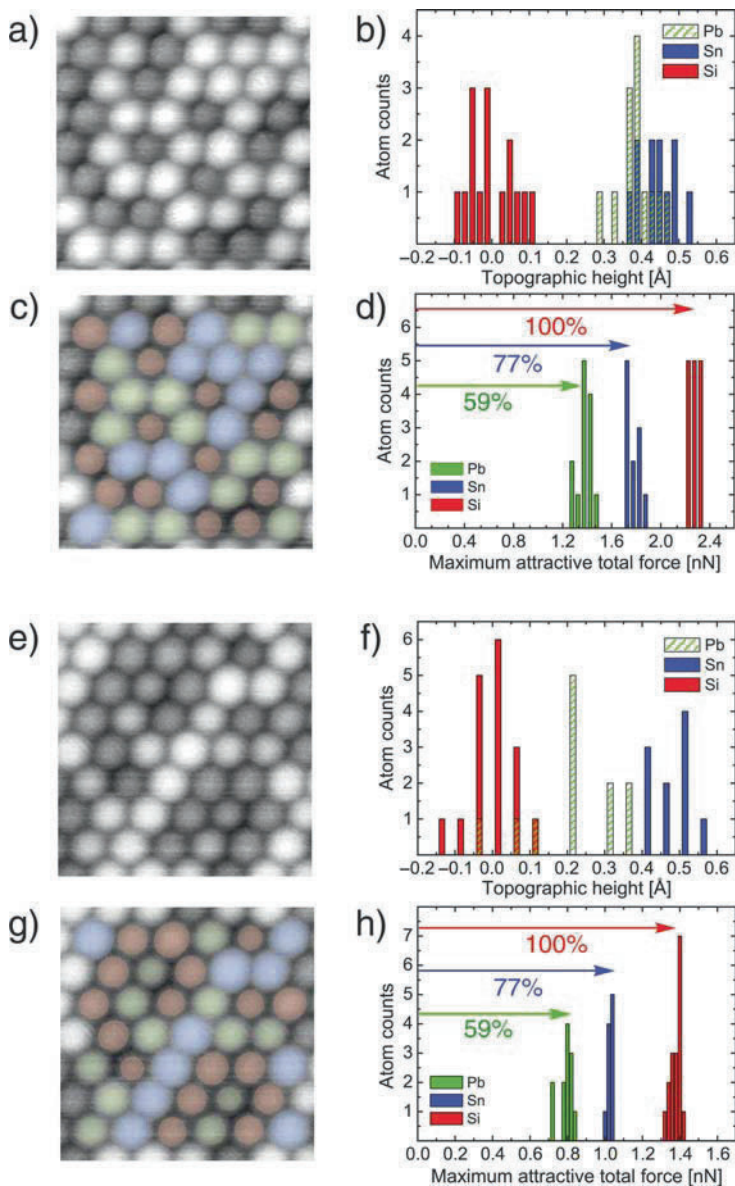 a)
b)
Pb
Sn
Si
Atom counts
4
3
2
1
−0.2 −0.1 0.0 0.1 0.2 0.3 0.4 0.5 0.6
Topographic height [Å]
c)
d)
100%
77%
59%
Pb
Sn
Si
Atom counts
6
5
4
3
2
1
0.0 0.4 0.8 1.2 1.6 2.0 2.4
Maximum attractive total force [nN]
e)
f)
Pb
Sn
Si
Atom counts
6
5
4
3
2
1
−0.2 −0.1 0.0 0.1 0.2 0.3 0.4 0.5 0.6
Topographic height [Å]
g)
h)
100%
77%
59%
Pb
Sn
Si
Atom counts
7
6
5
4
3
2
1
0.0 0.2 0.4 0.6 0.8 1.0 1.2 1.4 1.6
Maximum attractive total force [nN]